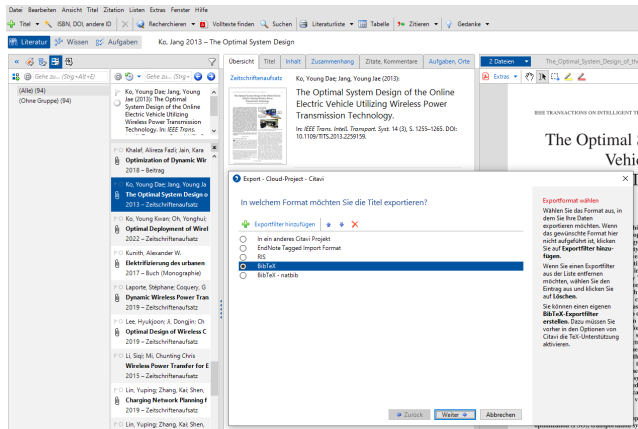 Datei Bearbeiten Ansicht Titel Zitation Listen Extras Fenster Hilfe
Titel ISBN, DOI, andere ID Recherchieren Volltexte finden Suchen Literaturliste Tabelle Zitieren Gedanke
Literatur Wissen Aufgaben Ko, Jang 2013 – The Optimal System Design
Gehe zu... (Strg+Alt+E)
(Alle) (94)
(Ohne Gruppe) (94)
Gehe zu... (Strg+
Ko, Young Dae; Jang, Young
Jae (2013): The Optimal
System Design of the Online
Electric Vehicle Utilizing
Wireless Power Transmission
Technology. In: IEEE Trans.
Intell. Transport. Syst. 14 (3),
Khalaf, Alireza Fazli; Jain, Kara
Optimization of Dynamic Wir
2018 – Beitrag
Ko, Young Dae; Jang, Young Ja
The Optimal System Design o
2013 – Zeitschriftenaufsatz
Ko, Young Kwan; Oh, Yonghui;
Optimal Deployment of Wirel
2022 – Zeitschriftenaufsatz
Kunith, Alexander W.
Elektrifizierung des urbanen
2017 – Buch (Monographie)
Laporte, Stéphane; Coquery, G
Dynamic Wireless Power Tran
2019 – Zeitschriftenaufsatz
Lee, Hyukjoon; Ji, Dongjin; Ch
Optimal Design of Wireless C
2019 – Zeitschriftenaufsatz
Li, Siqi; Mi, Chunting Chris
Wireless Power Transfer for E
2015 – Zeitschriftenaufsatz
Lin, Yuping; Zhang, Kai; Shen,
Charging Network Planning f
2019 – Zeitschriftenaufsatz
Lin, Yuping; Zhang, Kai; Shen,
Übersicht Titel Inhalt Zusammenhang Zitate, Kommentare Aufgaben, Orte
Zeitschriftenaufsatz
Ko, Young Dae; Jang, Young Jae (2013):
The Optimal System Design of the Online
Electric Vehicle Utilizing Wireless Power
Transmission Technology.
In: IEEE Trans. Intell. Transport. Syst. 14 (3), S. 1255–1265. DOI:
10.1109/TITS.2013.2259159.
2 Dateien The_Optimal_System_Design_of_the
Extras
IEEE TRANSACTIONS ON INTELLIGENT TR
The Optimal
Vehi
Export - Cloud-Project - Citavi
In welchem Format möchten Sie die Titel exportieren?
Exportfilter hinzufügen
In ein anderes Citavi Projekt
EndNote Tagged Import Format
RIS
BibTeX
BibTeX - natbib
Exportformat wählen
Wählen Sie das Format aus, in
dem Sie Ihre Daten
exportieren möchten. Wenn
das gewünschte Format hier
nicht aufgeführt ist, klicken
Sie auf Exportfilter hinzu-
fügen.
Wenn Sie einen Exportfilter
aus der Liste entfernen
möchten, wählen Sie den
Eintrag aus und klicken Sie
auf Löschen.
Sie können einen eigenen
BibTeX-Exportfilter
erstellen. Dazu müssen Sie
vorher in den Optionen von
Citavi die TeX-Unterstützung
aktivieren.
Zurück Weiter Abbrechen